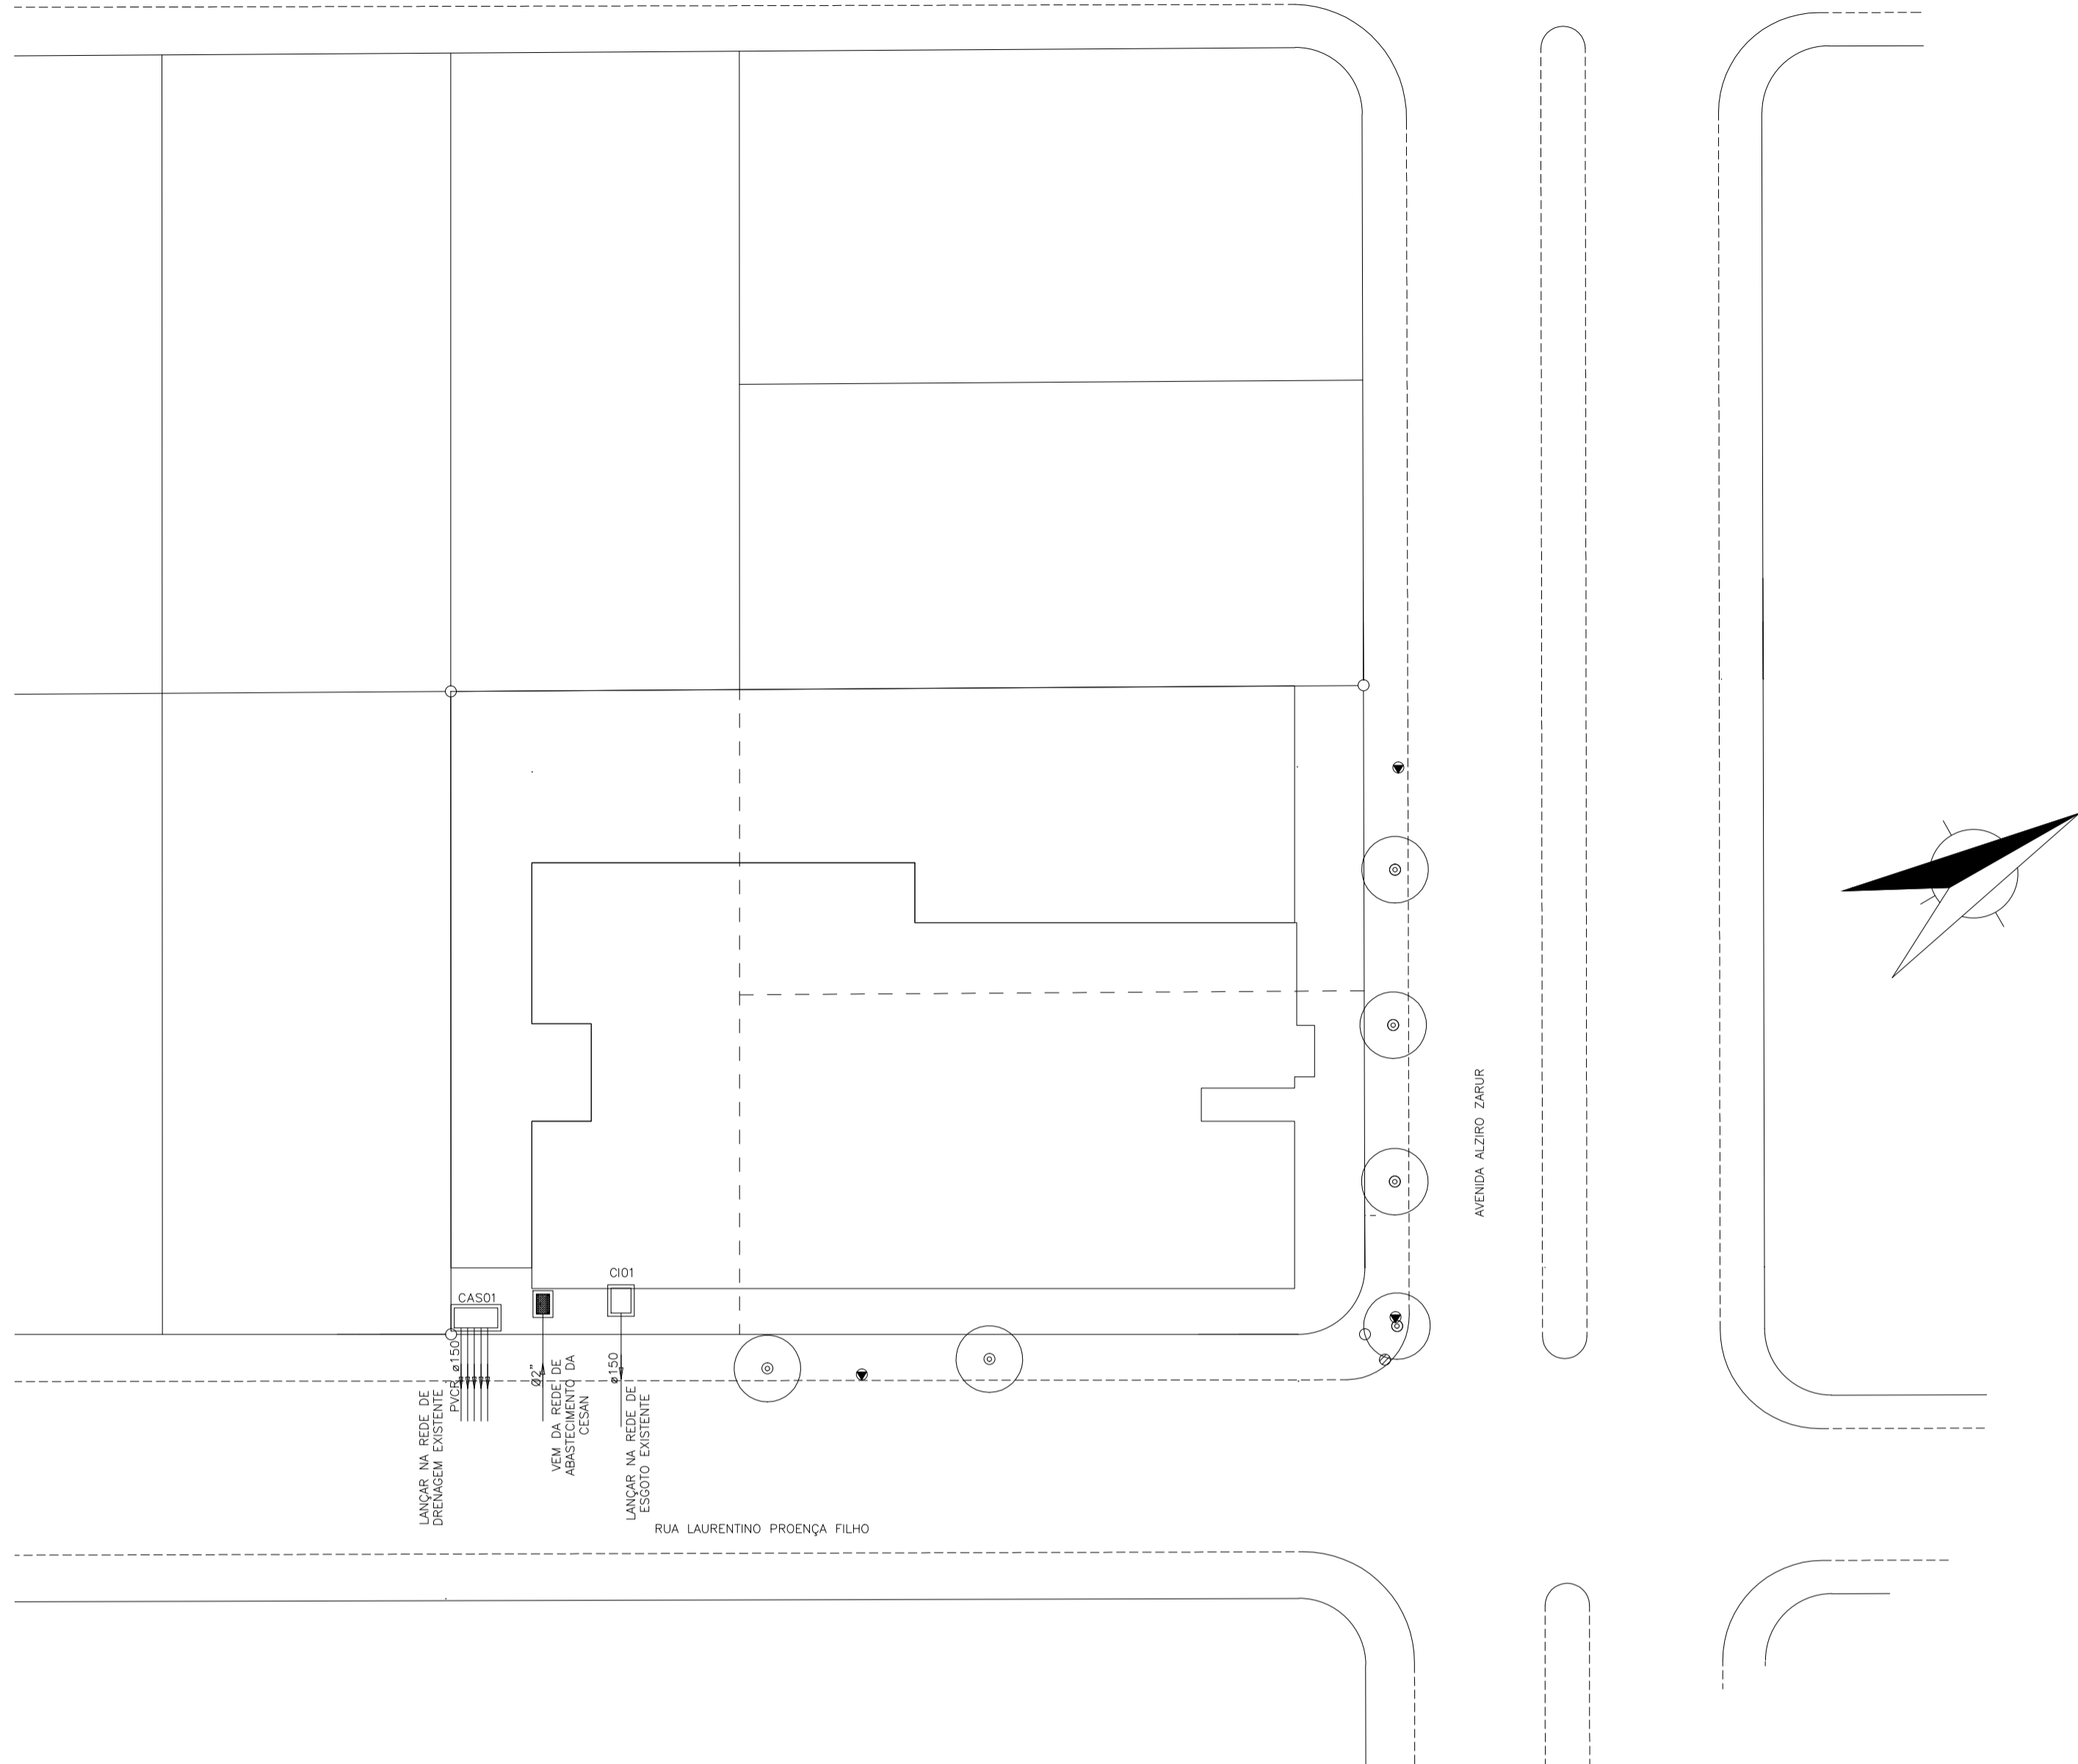 AVENIDA ALZIRO ZARUR
CI01
CAS01
PVCR ø150
LANÇAR NA REDE DE
DRENAGEM EXISTENTE
Ø2"
VEM DA REDE DE
ABASTECIMENTO DA
CESAN
ø150
LANÇAR NA REDE DE
ESGOTO EXISTENTE
RUA LAURENTINO PROENÇA FILHO